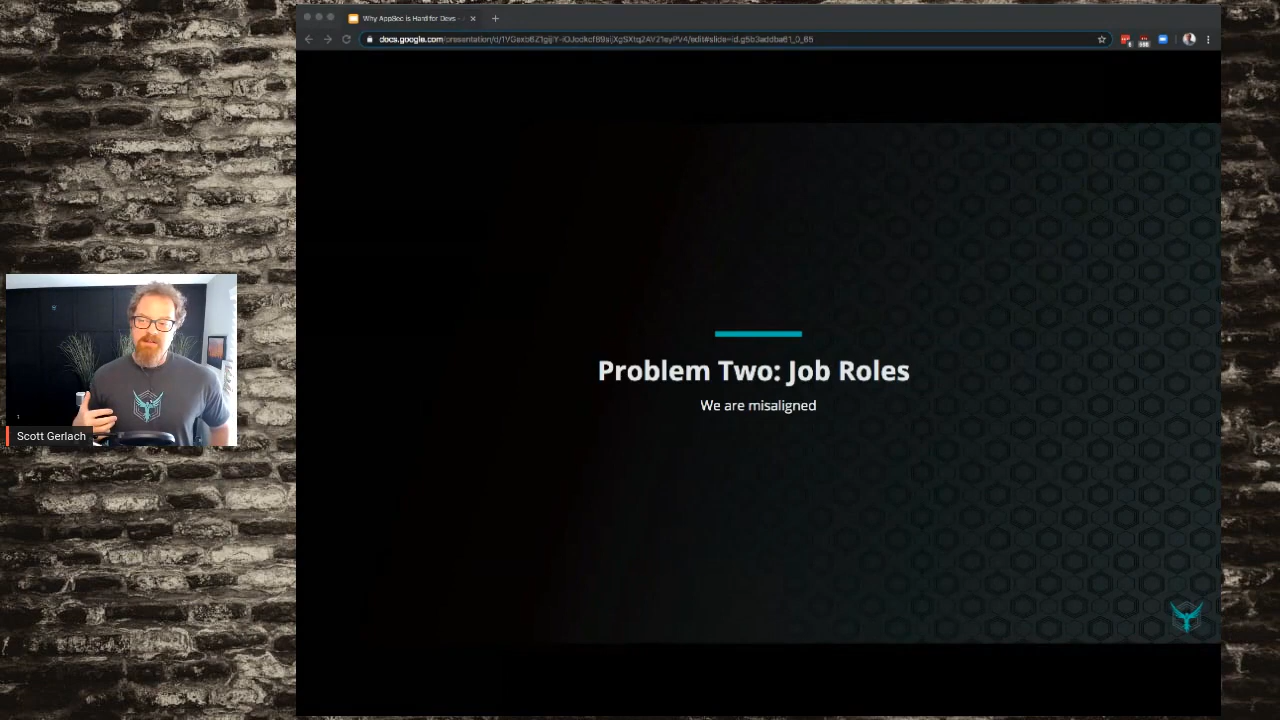 Why AppSec is Hard for Devs -
docs.google.com
Problem Two: Job Roles
We are misaligned
Scott Gerlach